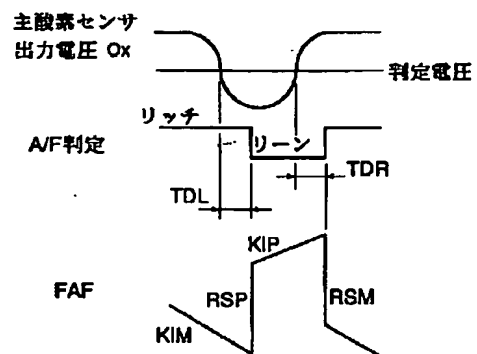 主酸素センサ
出力電圧 Ox
判定電圧
リッチ
A/F判定
リーン
TDR
TDL
KIP
FAF
RSP
RSM
KIM